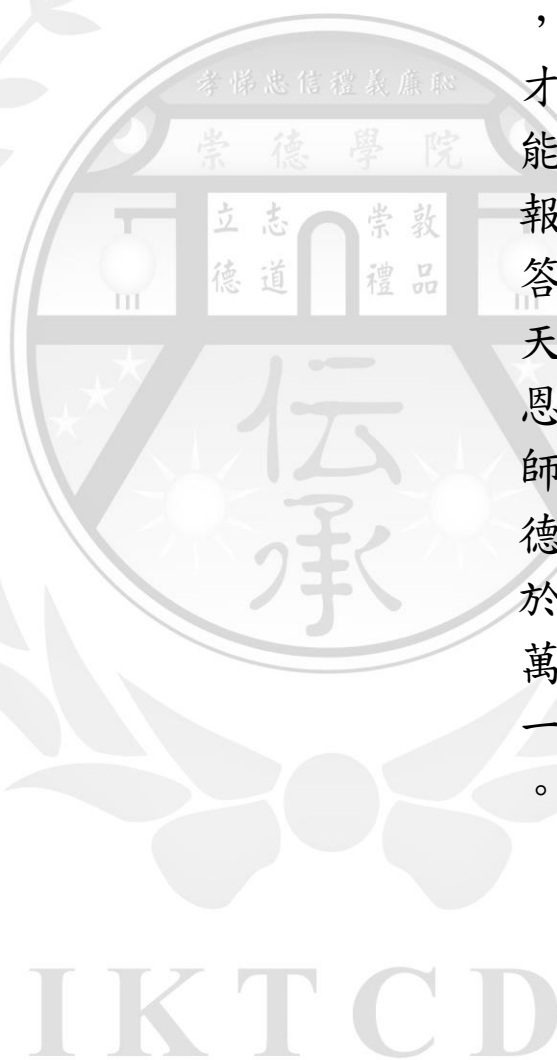 ，才能報答天恩師德於萬一。
孝悌忠信禮義廉恥
崇德學院
立志 崇敦
德道 禮品
伝承
IKTCD